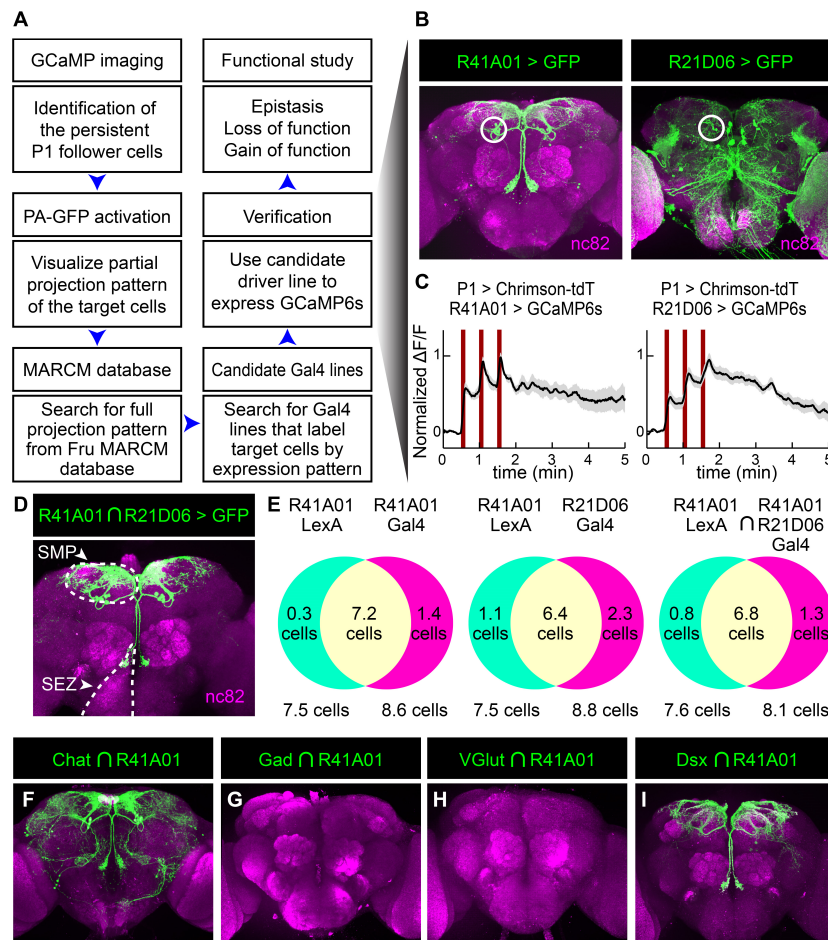 A
GCaMP imaging
Identification of
the persistent
P1 follower cells
PA-GFP activation
Visualize partial
projection pattern
of the target cells
MARCM database
Search for full
projection pattern
from Fru MARCM
database
Functional study
Epistasis
Loss of function
Gain of function
Verification
Use candidate
driver line to
express GCaMP6s
Candidate Gal4 lines
Search for Gal4
lines that label
target cells by
expression pattern
B
R41A01 > GFP
nc82
R21D06 > GFP
nc82
C
P1 > Chrimson-tdT
R41A01 > GCaMP6s
Normalized ΔF/F
1
0
0 1 2 3 4 5
time (min)
P1 > Chrimson-tdT
R21D06 > GCaMP6s
1
0
0 1 2 3 4 5
time (min)
D
R41A01 ∩ R21D06 > GFP
SMP
SEZ
nc82
E
R41A01
LexA
R41A01
Gal4
0.3
cells
7.2
cells
1.4
cells
7.5 cells
8.6 cells
R41A01
LexA
R21D06
Gal4
1.1
cells
6.4
cells
2.3
cells
7.5 cells
8.8 cells
R41A01
LexA
R41A01
∩ R21D06
Gal4
0.8
cells
6.8
cells
1.3
cells
7.6 cells
8.1 cells
Chat ∩ R41A01
F
Gad ∩ R41A01
G
VGlut ∩ R41A01
H
Dsx ∩ R41A01
I